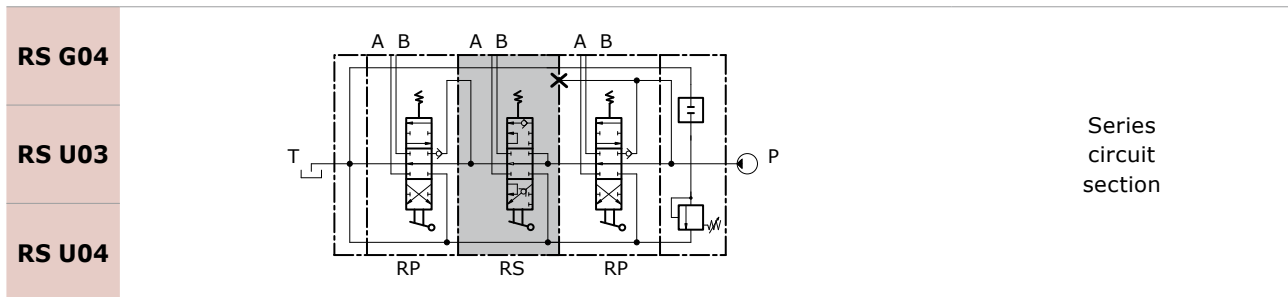 RS G04
RS U03
RS U04
A B A B A B
T
P
RP RS RP
Series
circuit
section